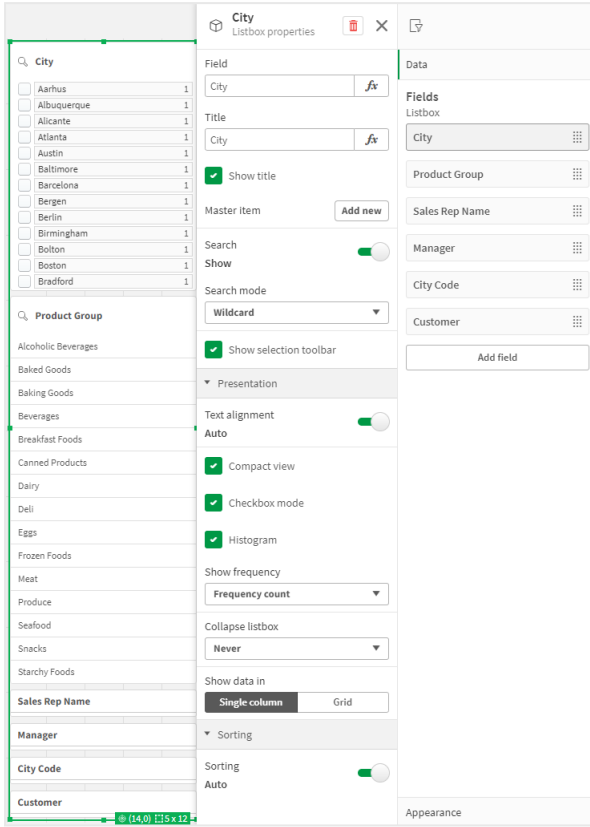 City
Aarhus 1
Albuquerque 1
Alicante 1
Atlanta 1
Austin 1
Baltimore 1
Barcelona 1
Bergen 1
Berlin 1
Birmingham 1
Bolton 1
Boston 1
Bradford 1
Product Group
Alcoholic Beverages
Baked Goods
Baking Goods
Beverages
Breakfast Foods
Canned Products
Dairy
Deli
Eggs
Frozen Foods
Meat
Produce
Seafood
Snacks
Starchy Foods
Sales Rep Name
Manager
City Code
Customer
(14,0) 5 x 12
City
Listbox properties
Field
City fx
Title
City fx
Show title
Master item Add new
Search
Show
Search mode
Wildcard
Show selection toolbar
Presentation
Text alignment
Auto
Compact view
Checkbox mode
Histogram
Show frequency
Frequency count
Collapse listbox
Never
Show data in
Single column Grid
Sorting
Sorting
Auto
Data
Fields
Listbox
City
Product Group
Sales Rep Name
Manager
City Code
Customer
Add field
Appearance